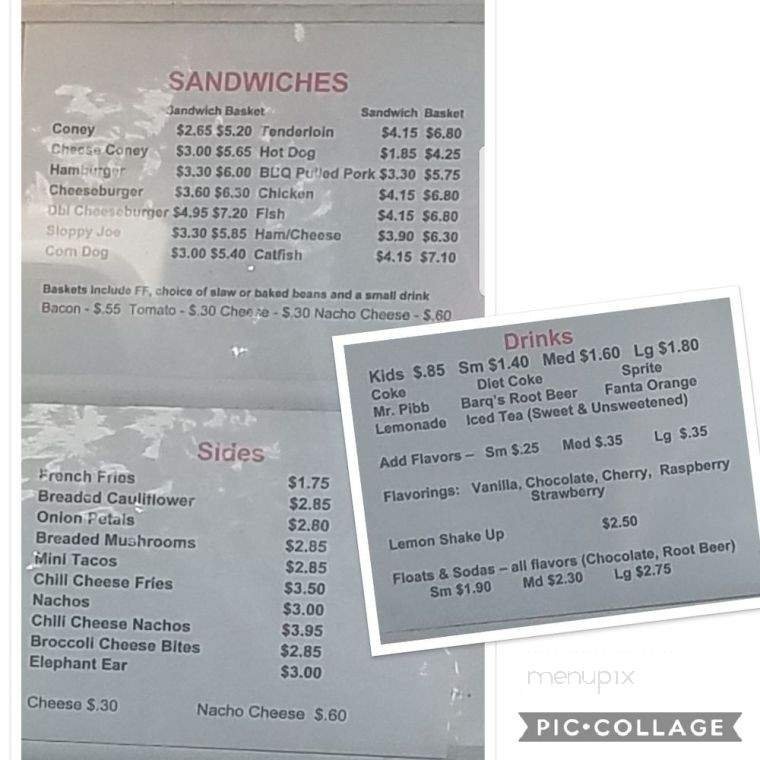 SANDWICHES
Sandwich Basket Sandwich Basket
Coney $2.65 $5.20 Tenderloin $4.15 $6.80
Cheese Coney $3.00 $5.65 Hot Dog $1.85 $4.25
Hamburger $3.30 $6.00 BBQ Pulled Pork $3.30 $5.75
Cheeseburger $3.60 $6.30 Chicken $4.15 $6.80
Dbl Cheeseburger $4.95 $7.20 Fish $4.15 $6.80
Sloppy Joe $3.30 $5.85 Ham/Cheese $3.90 $6.30
Corn Dog $3.00 $5.40 Catfish $4.15 $7.10
Baskets include FF, choice of slaw or baked beans and a small drink
Bacon - $.55 Tomato - $.30 Cheese - $.30 Nacho Cheese - $.60
Sides
French Fries $1.75
Breaded Cauliflower $2.85
Onion Petals $2.80
Breaded Mushrooms $2.85
Mini Tacos $2.85
Chili Cheese Fries $3.50
Nachos $3.00
Chili Cheese Nachos $3.95
Broccoli Cheese Bites $2.85
Elephant Ear $3.00
Cheese $.30 Nacho Cheese $.60
Drinks
Kids $.85 Sm $1.40 Med $1.60 Lg $1.80
Coke Diet Coke Sprite
Mr. Pibb Barq's Root Beer Fanta Orange
Lemonade Iced Tea (Sweet & Unsweetened)
Add Flavors – Sm $.25 Med $.35 Lg $.35
Flavorings: Vanilla, Chocolate, Cherry, Raspberry
Strawberry
Lemon Shake Up $2.50
Floats & Sodas – all flavors (Chocolate, Root Beer)
Sm $1.90 Md $2.30 Lg $2.75
menupix
PIC•COLLAGE